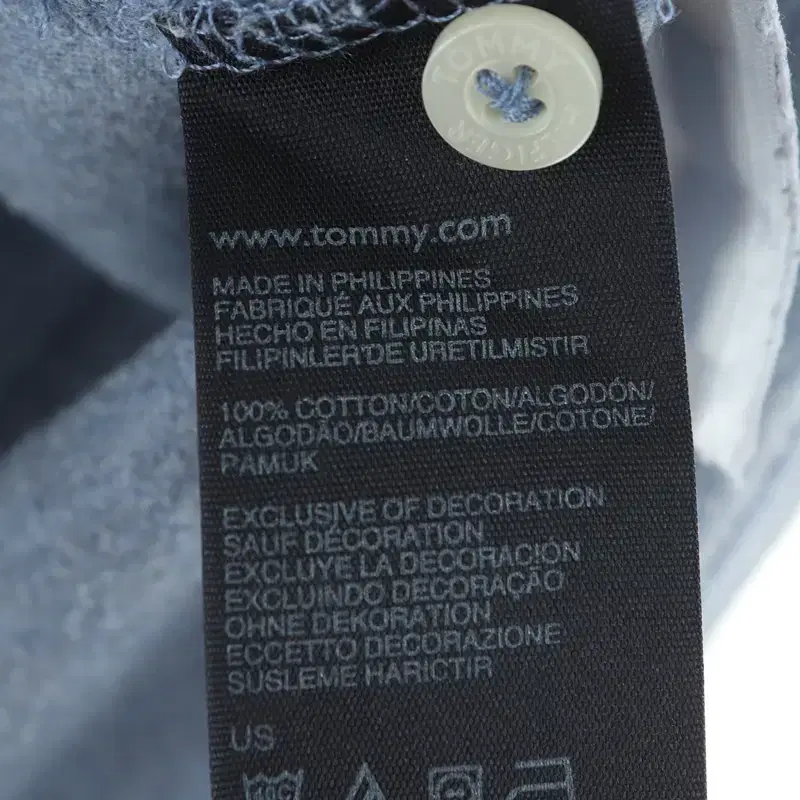 TOMMY
HILFIGER
www.tommy.com
MADE IN PHILIPPINES
FABRIQUÉ AUX PHILIPPINES
HECHO EN FILIPINAS
FILIPINLER'DE URETILMISTIR
100% COTTON/COTON/ALGODÓN/
ALGODÃO/BAUMWOLLE/COTONE/
PAMUK
EXCLUSIVE OF DECORATION
SAUF DÉCORATION
EXCLUYE LA DECORACIÓN
EXCLUINDO DECORAÇÃO
OHNE DEKORATION
ECCETTO DECORAZIONE
SUSLEME HARICTIR
US